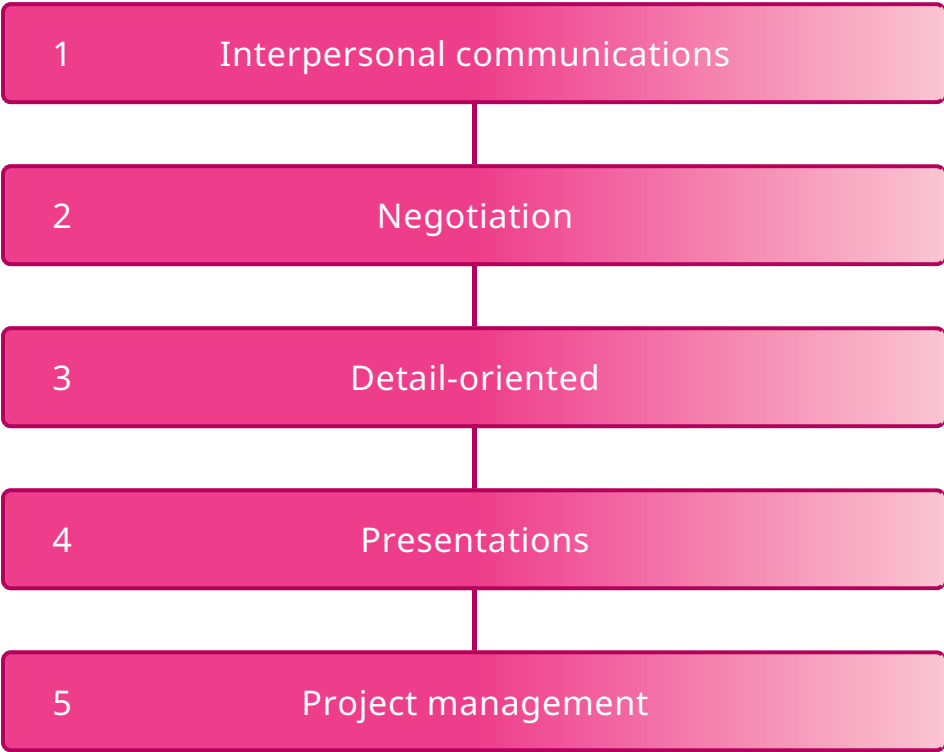 1 Interpersonal communications
2 Negotiation
3 Detail-oriented
4 Presentations
5 Project management